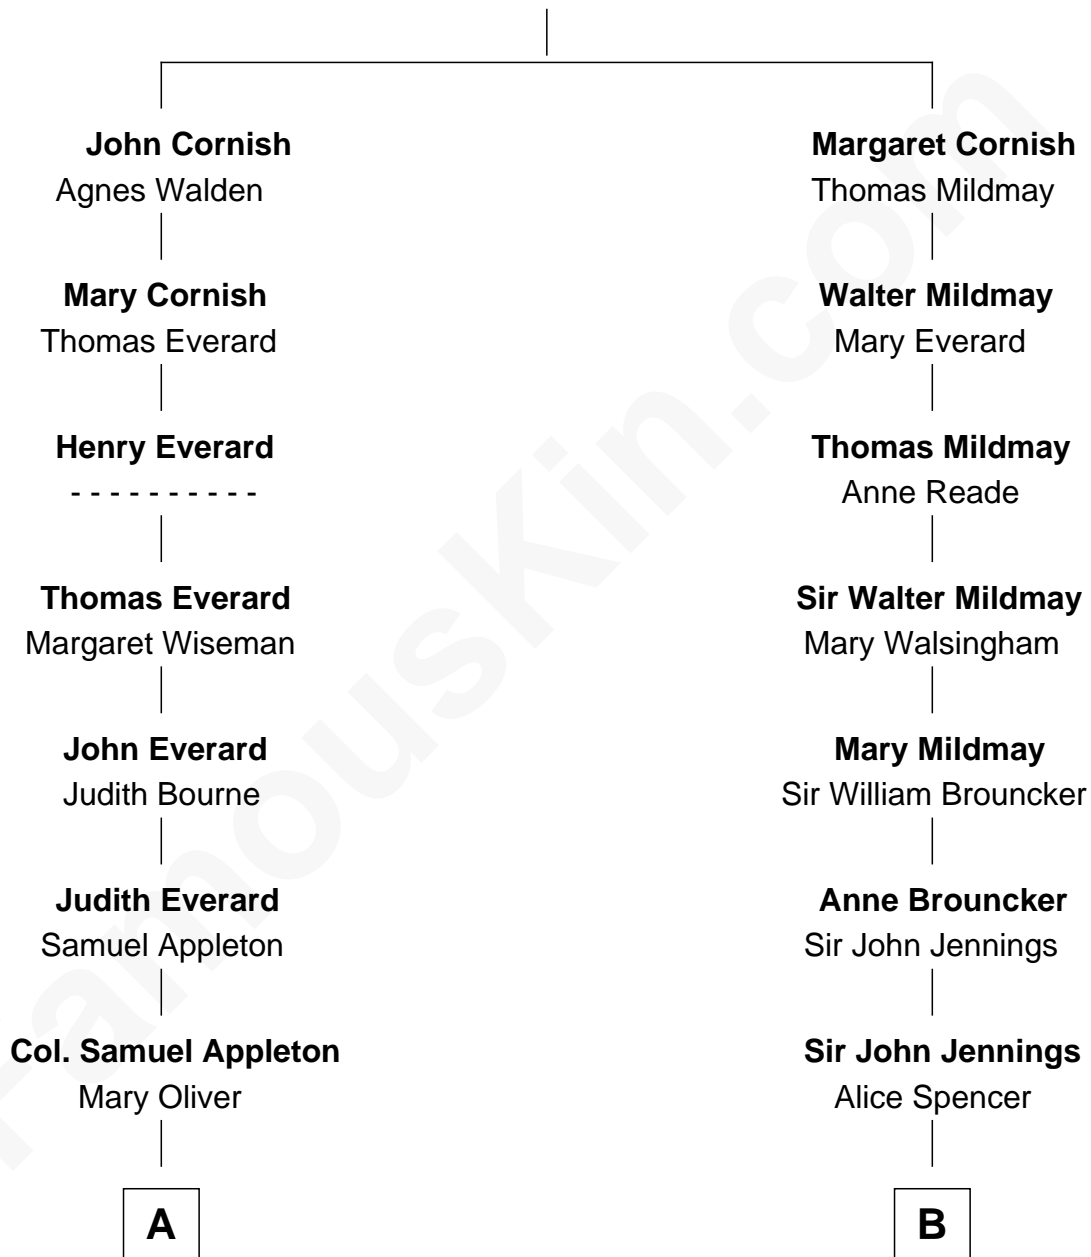 John Cornish
Agnes Walden
Mary Cornish
Thomas Everard
Henry Everard
- - - - - - - - - -
Thomas Everard
Margaret Wiseman
John Everard
Judith Bourne
Judith Everard
Samuel Appleton
Col. Samuel Appleton
Mary Oliver
A
Margaret Cornish
Thomas Mildmay
Walter Mildmay
Mary Everard
Thomas Mildmay
Anne Reade
Sir Walter Mildmay
Mary Walsingham
Mary Mildmay
Sir William Brouncker
Anne Brouncker
Sir John Jennings
Sir John Jennings
Alice Spencer
B
FamousKin.com